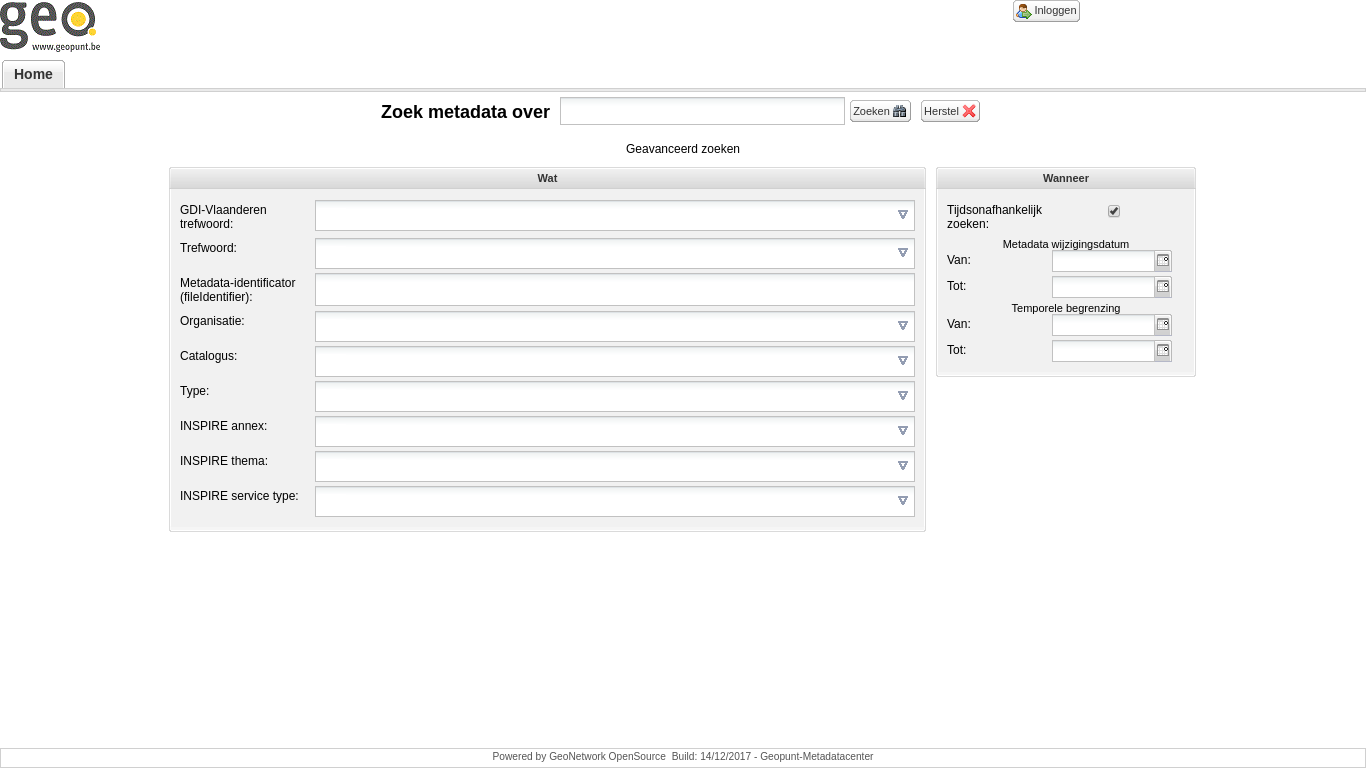 geo
www.geopunt.be
Inloggen
Home
Zoek metadata over
Zoeken
Herstel
Geavanceerd zoeken
Wat
GDI-Vlaanderen
trefwoord:
Trefwoord:
Metadata-identificator
(fileIdentifier):
Organisatie:
Catalogus:
Type:
INSPIRE annex:
INSPIRE thema:
INSPIRE service type:
Wanneer
Tijdsonafhankelijk
zoeken:
Metadata wijzigingsdatum
Van:
Tot:
Temporele begrenzing
Van:
Tot:
Powered by GeoNetwork OpenSource  Build: 14/12/2017 - Geopunt-Metadatacenter